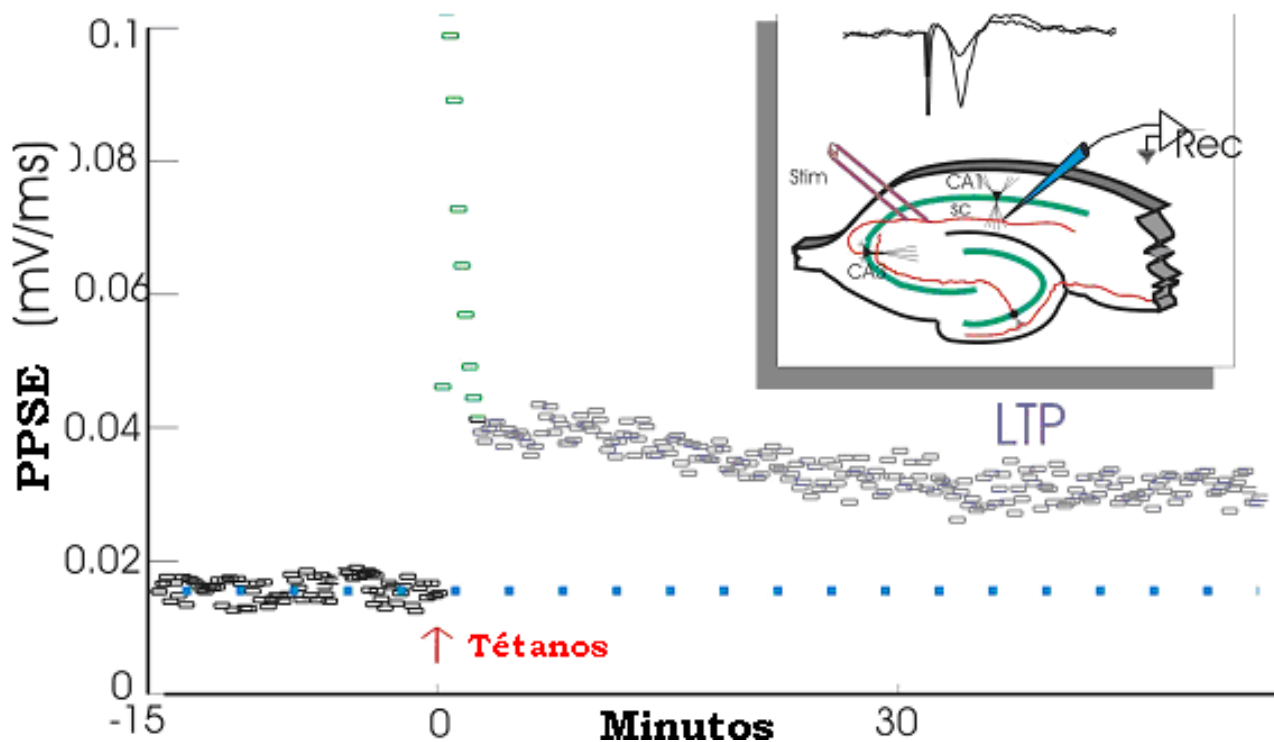 0.1
0.08
0.06
0.04
0.02
0
PPSE (mV/ms)
-15
0
30
Minutos
Tétanos
LTP
Stim
CA1
sc
Rec